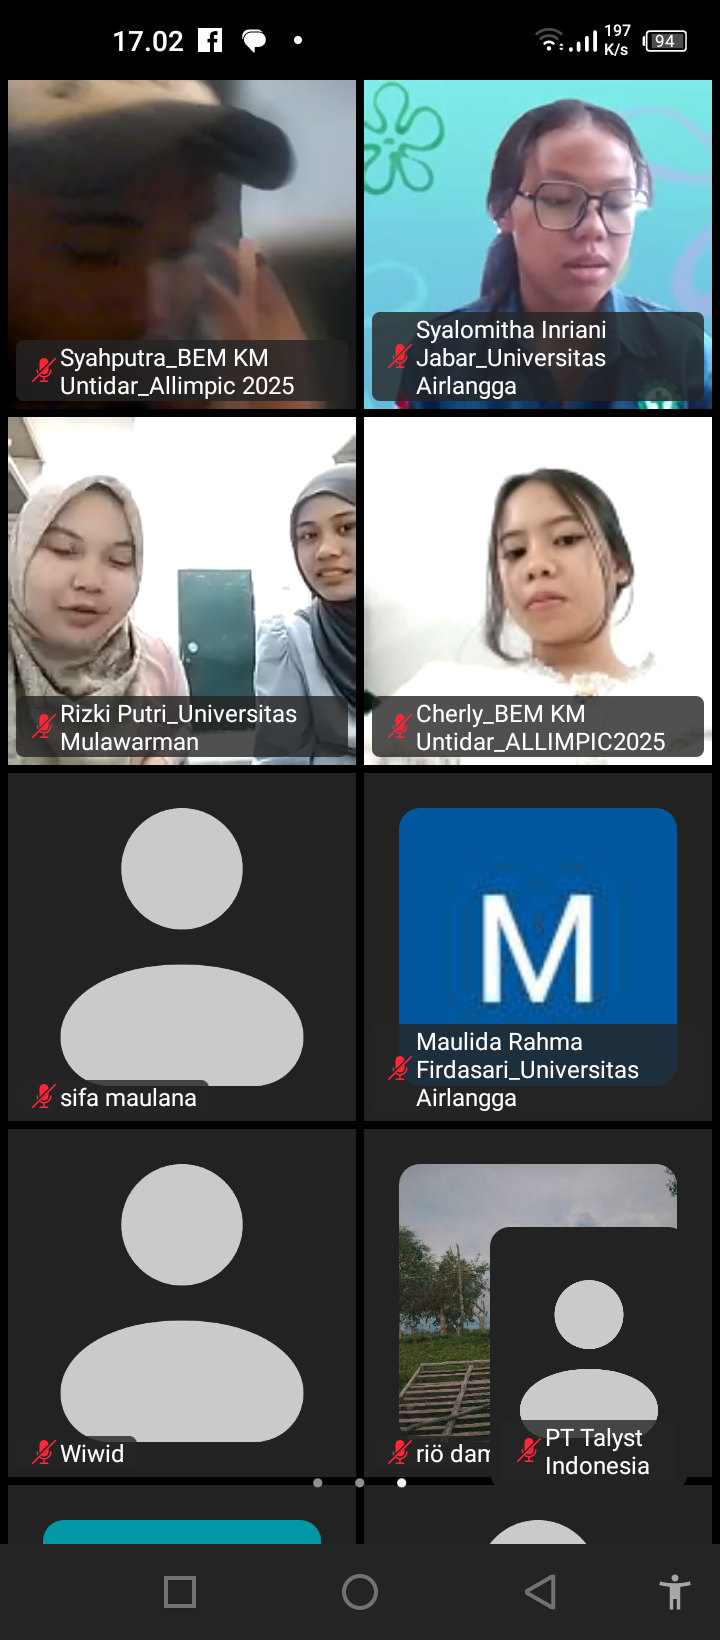 17.02
197
K/s
94
Syahputra_BEM KM
Untidar_Allimpic 2025
Syalomitha Inriani
Jabar_Universitas
Airlangga
Rizki Putri_Universitas
Mulawarman
Cherly_BEM KM
Untidar_ALLIMPIC2025
sifa maulana
M
Maulida Rahma
Firdasari_Universitas
Airlangga
Wiwid
riö dam
PT Talyst
Indonesia